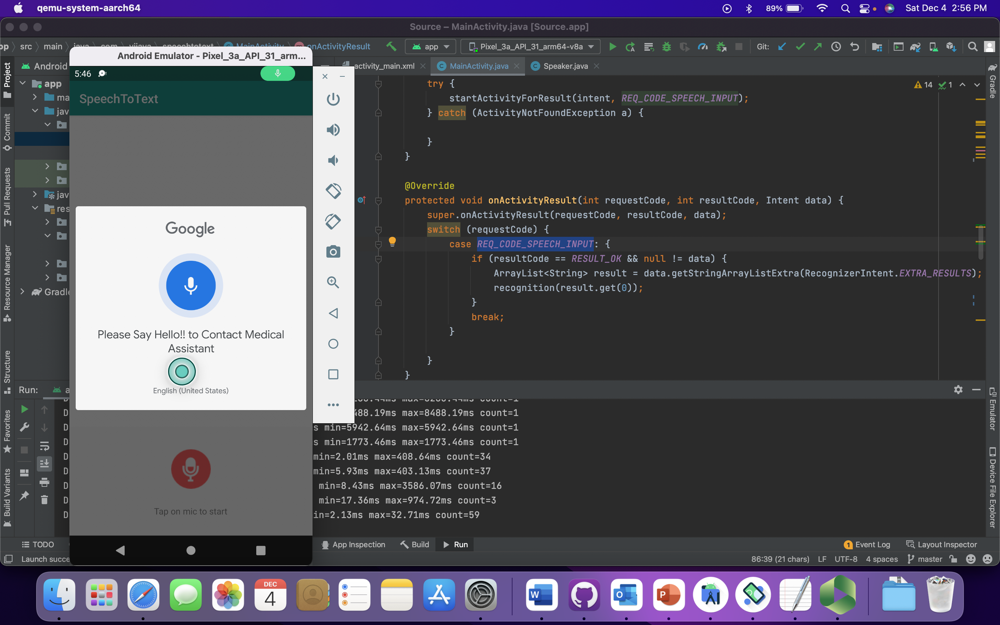 qemu-system-aarch64
89%
Sat Dec 4 2:56 PM
Source – MainActivity.java [Source.app]
src
main
onActivityResult
app
Pixel_3a_API_31_arm64-v8a
Git:
Android Emulator - Pixel_3a_API_31_arm...
Project
Commit
Pull Requests
Resource Manager
Structure
Favorites
Build Variants
Android
app
ma
jav
jav
res
Gradle
activity_main.xml
MainActivity.java
Speaker.java
Gradle
Emulator
Device File Explorer
5:46
SpeechToText
Google
Please Say Hello!! to Contact Medical
Assistant
English (United States)
Tap on mic to start
14
1
try {
startActivityForResult(intent, REQ_CODE_SPEECH_INPUT);
} catch (ActivityNotFoundException a) {
}
}
@Override
protected void onActivityResult(int requestCode, int resultCode, Intent data) {
super.onActivityResult(requestCode, resultCode, data);
switch (requestCode) {
case REQ_CODE_SPEECH_INPUT: {
if (resultCode == RESULT_OK && null != data) {
ArrayList<String> result = data.getStringArrayListExtra(RecognizerIntent.EXTRA_RESULTS);
recognition(result.get(0));
}
break;
}
}
}
Run:
a
D
488.19ms max=8488.19ms count=1
D
s min=5942.64ms max=5942.64ms count=1
D
s min=1773.46ms max=1773.46ms count=1
D
min=2.01ms max=408.64ms count=34
D
min=5.93ms max=403.13ms count=37
D
min=8.43ms max=3586.07ms count=16
D
min=17.36ms max=974.72ms count=3
D
in=2.13ms max=32.71ms count=59
TODO
App Inspection
Build
Run
1 Event Log
Layout Inspector
Launch succe
86:39 (21 chars)
LF
UTF-8
4 spaces
master
DEC
4
W
O
P